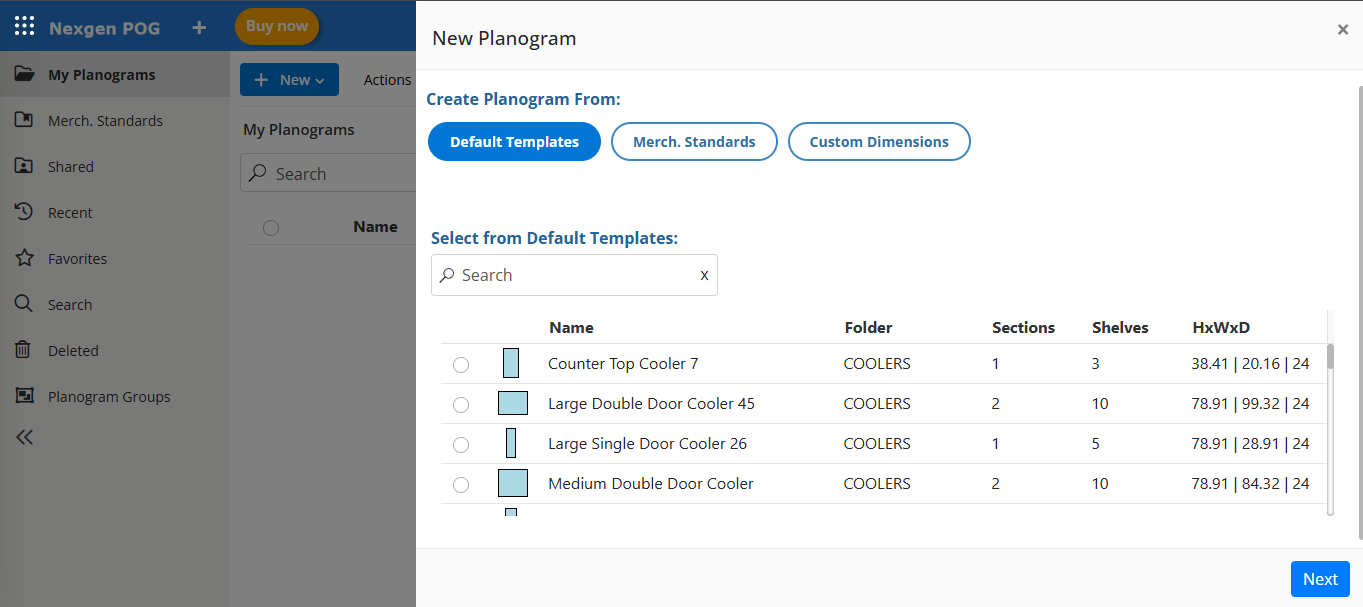 Nexgen POG + Buy now
My Planograms
Merch. Standards
Shared
Recent
Favorites
Search
Deleted
Planogram Groups
+ New Actions
My Planograms
Search
Name
New Planogram ×
Create Planogram From:
Default Templates Merch. Standards Custom Dimensions
Select from Default Templates:
Search x
Name Folder Sections Shelves HxWxD
Counter Top Cooler 7 COOLERS 1 3 38.41 | 20.16 | 24
Large Double Door Cooler 45 COOLERS 2 10 78.91 | 99.32 | 24
Large Single Door Cooler 26 COOLERS 1 5 78.91 | 28.91 | 24
Medium Double Door Cooler COOLERS 2 10 78.91 | 84.32 | 24
Next